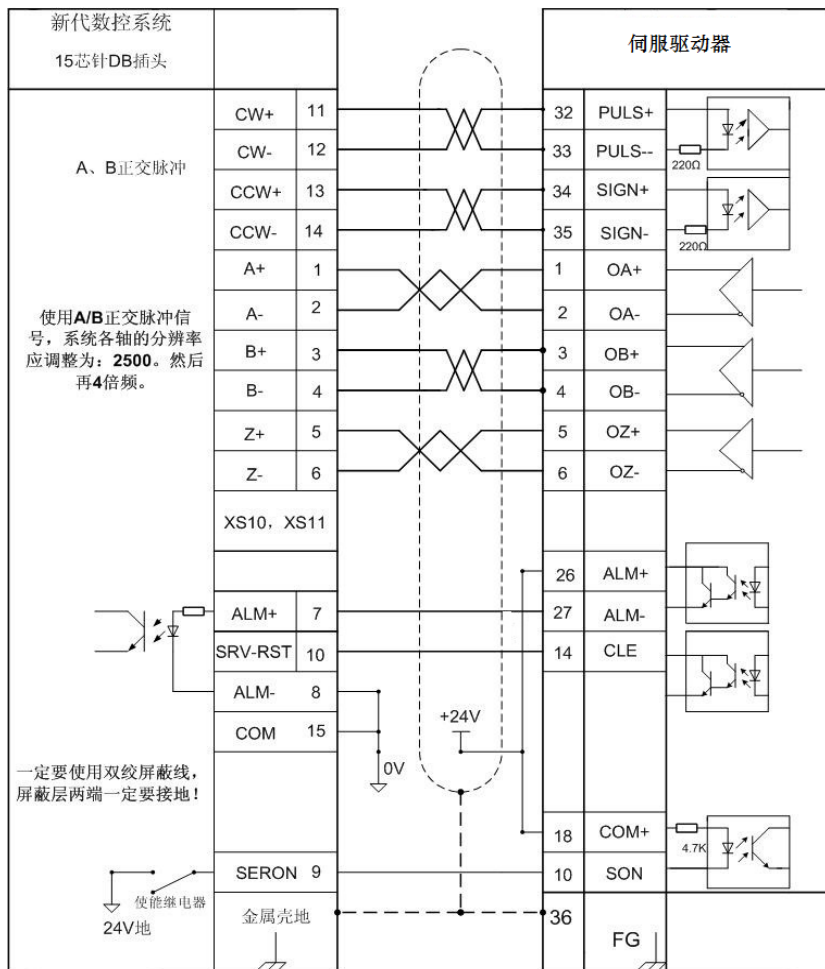 新代数控系统
15芯针DB插头
伺服驱动器
CW+ 11
32 PULS+
CW- 12
33 PULS--
220Ω
A、B正交脉冲
CCW+ 13
34 SIGN+
CCW- 14
35 SIGN-
220Ω
A+ 1
1 OA+
A- 2
2 OA-
使用A/B正交脉冲信
号，系统各轴的分辨率
应调整为：2500。然后
再4倍频。
B+ 3
3 OB+
B- 4
4 OB-
Z+ 5
5 OZ+
Z- 6
6 OZ-
XS10，XS11
26 ALM+
ALM+ 7
27 ALM-
SRV-RST 10
14 CLE
ALM- 8
COM 15
+24V
0V
一定要使用双绞屏蔽线，
屏蔽层两端一定要接地！
18 COM+
4.7K
SERON 9
10 SON
使能继电器
24V地
金属壳地
36
FG